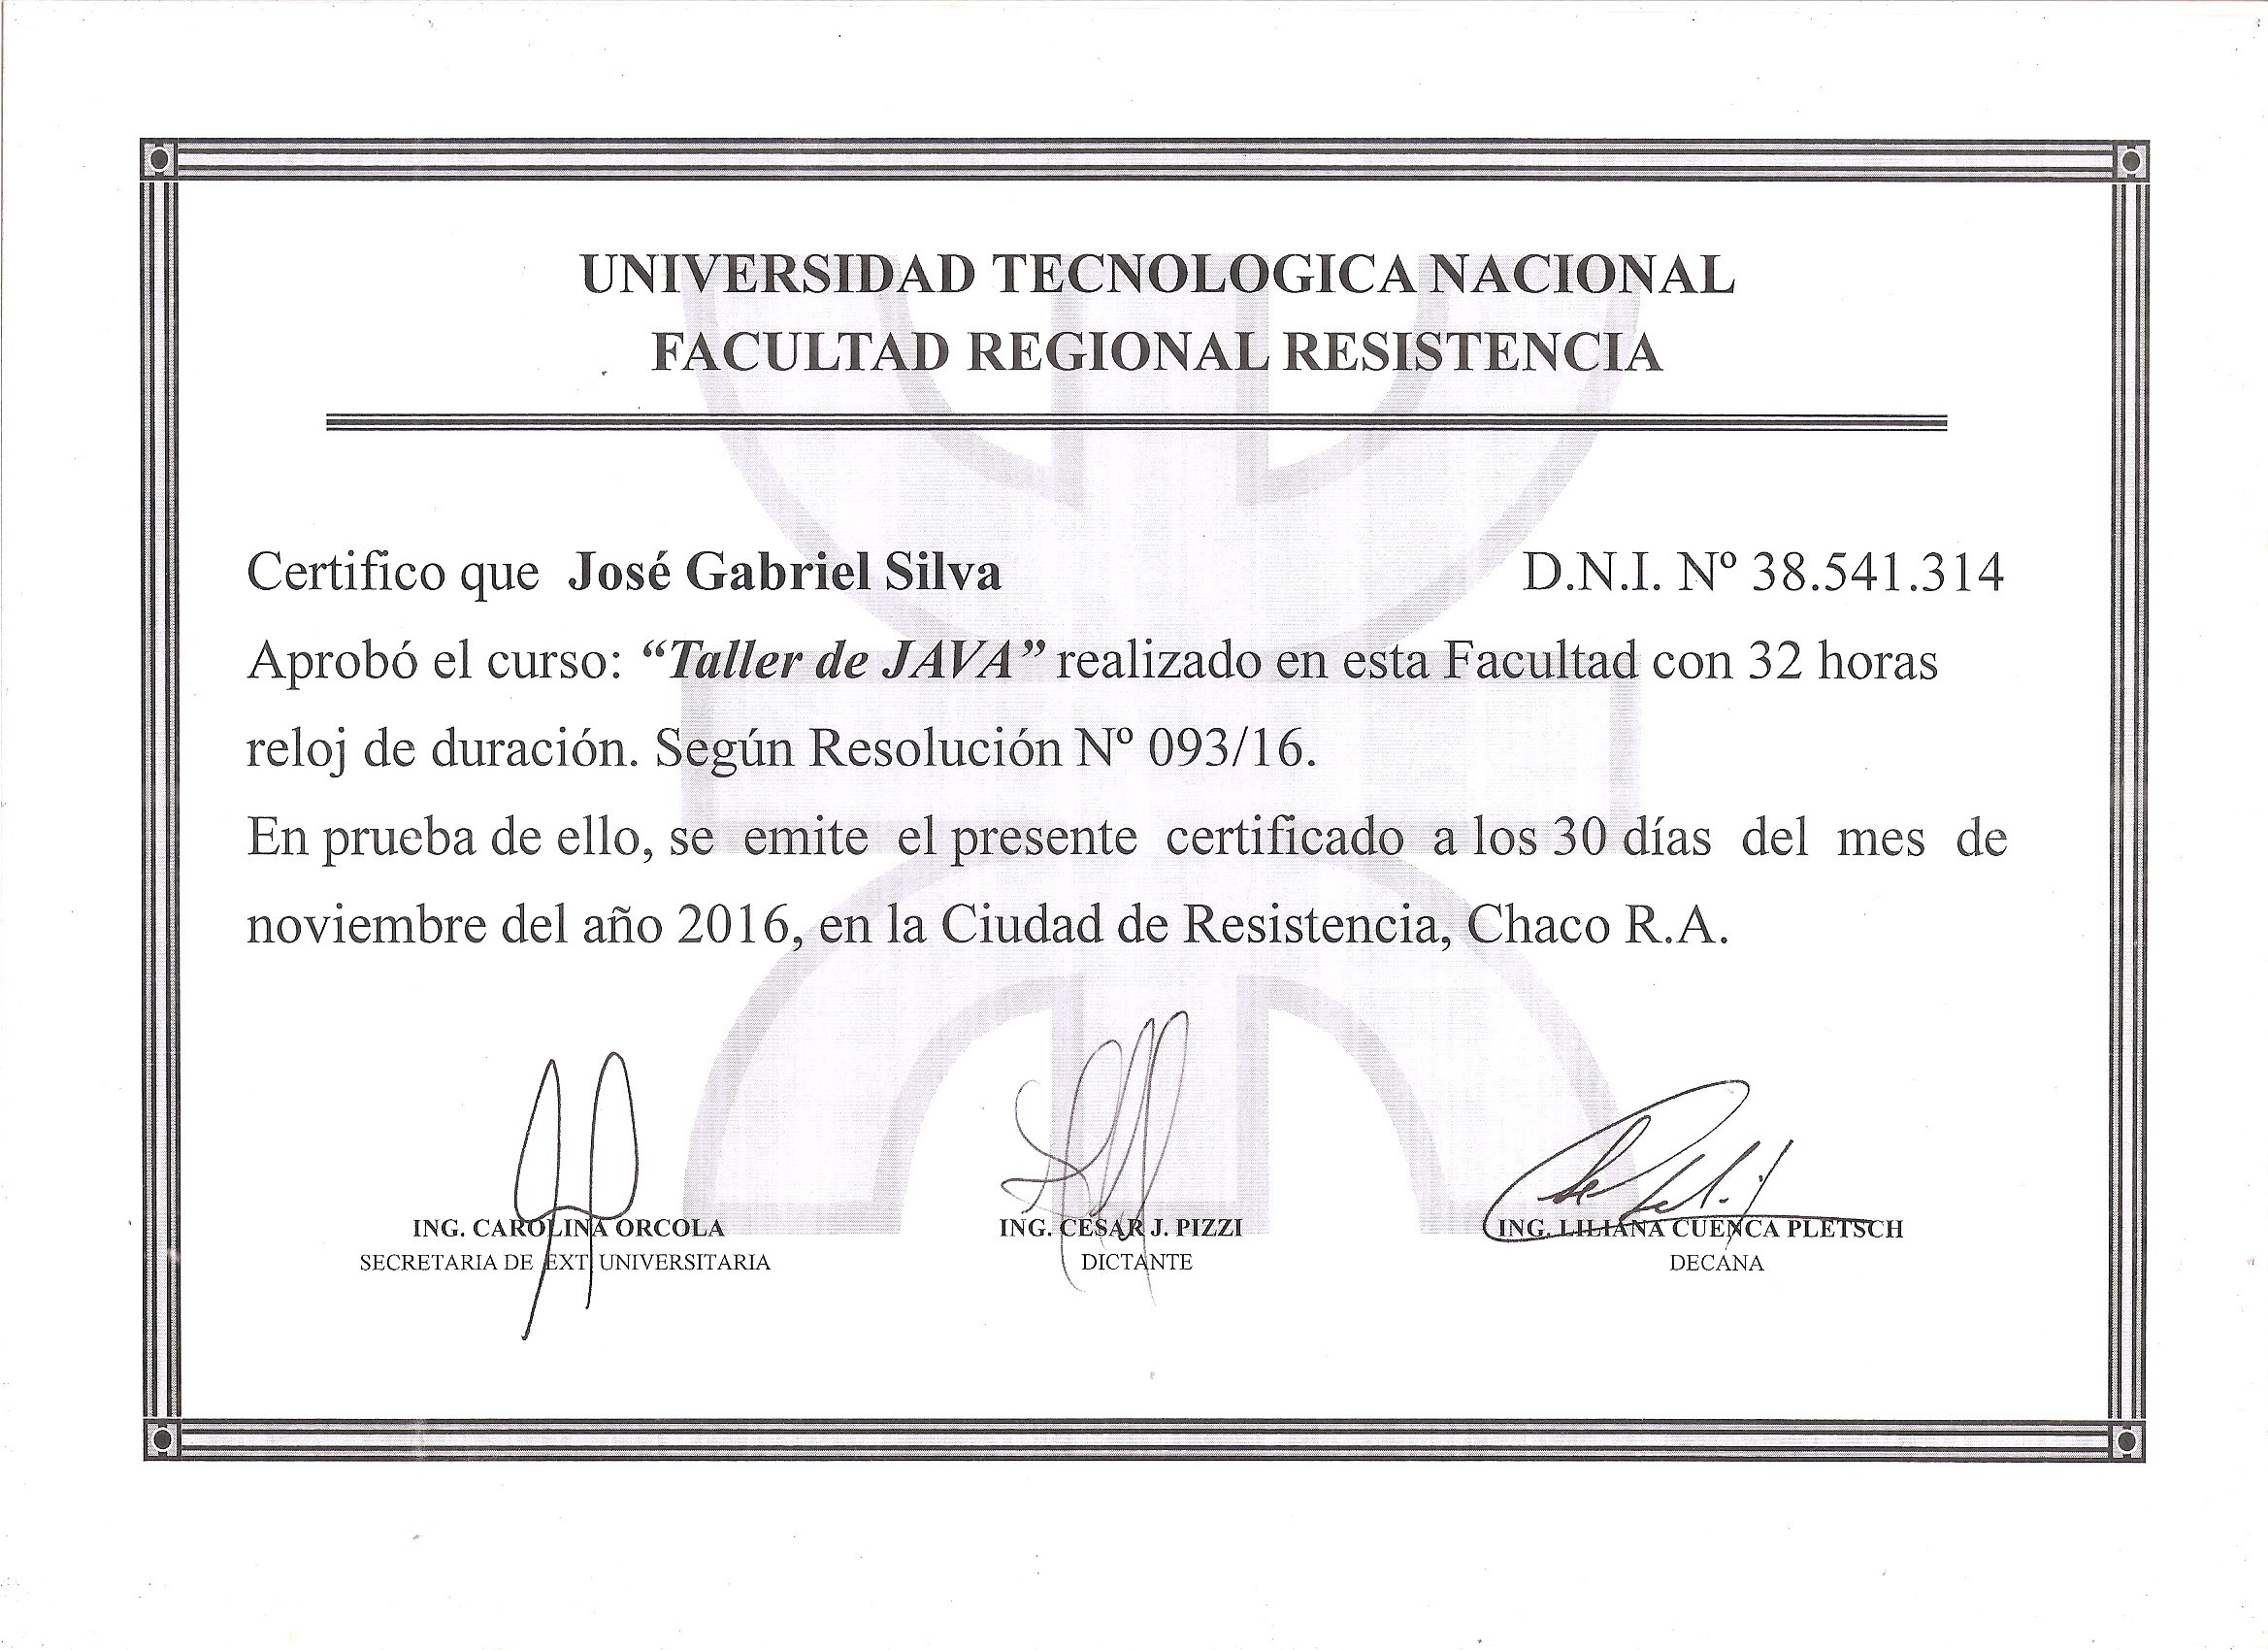 UNIVERSIDAD TECNOLOGICA NACIONAL
FACULTAD REGIONAL RESISTENCIA
Certifico que José Gabriel Silva D.N.I. Nº 38.541.314
Aprobó el curso: “Taller de JAVA” realizado en esta Facultad con 32 horas
reloj de duración. Según Resolución Nº 093/16.
En prueba de ello, se emite el presente certificado a los 30 días del mes de
noviembre del año 2016, en la Ciudad de Resistencia, Chaco R.A.
ING. CAROLINA ORCOLA
SECRETARIA DE EXT. UNIVERSITARIA
ING. CESAR J. PIZZI
DICTANTE
ING. LILIANA CUENCA PLETSCH
DECANA